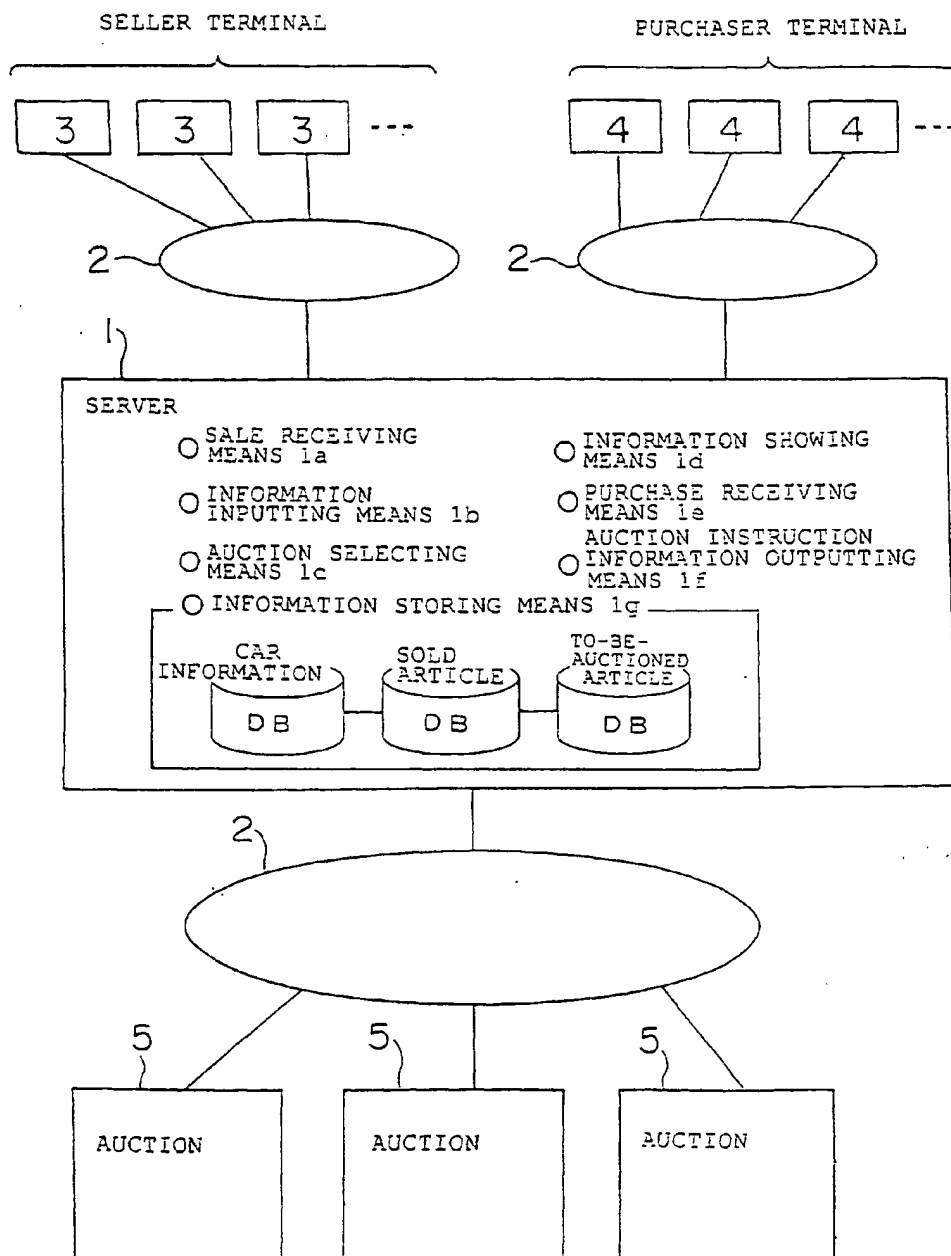 SELLER TERMINAL
PURCHASER TERMINAL
3 3 3 ---
4 4 4 ---
2
2
1
SERVER
SALE RECEIVING
MEANS 1a
INFORMATION
INPUTTING MEANS 1b
AUCTION SELECTING
MEANS 1c
INFORMATION SHOWING
MEANS 1d
PURCHASE RECEIVING
MEANS 1e
AUCTION INSTRUCTION
INFORMATION OUTPUTTING
MEANS 1f
INFORMATION STORING MEANS 1g
CAR
INFORMATION
DB
SOLD
ARTICLE
DB
TO-BE-
AUCTIONED
ARTICLE
DB
2
5
5
5
AUCTION
AUCTION
AUCTION